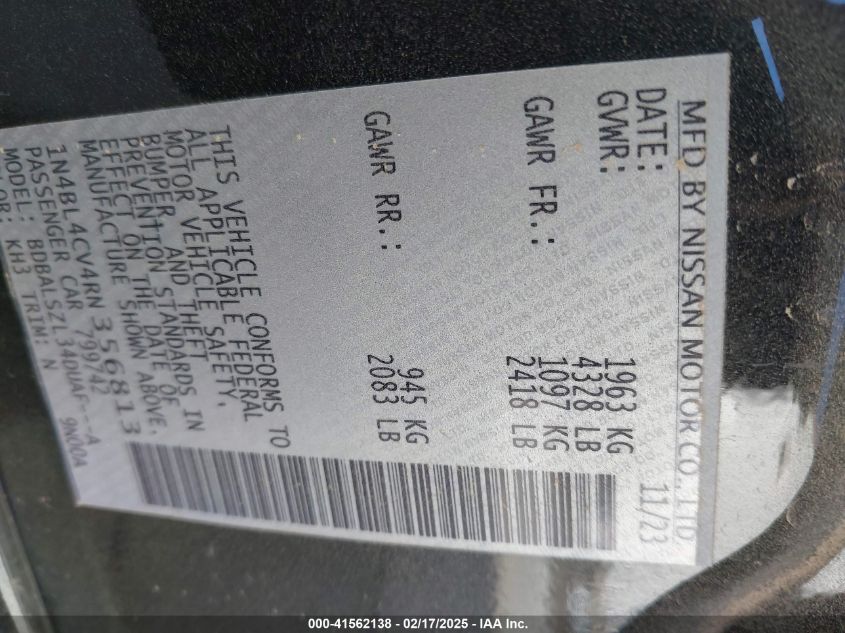 MFD BY NISSAN MOTOR CO., LTD
DATE: 11/23
GVWR: 1963 KG
4328 LB
GAWR FR.: 1097 KG
2418 LB
GAWR RR.: 945 KG
2083 LB
THIS VEHICLE CONFORMS TO
ALL APPLICABLE FEDERAL
MOTOR VEHICLE SAFETY,
BUMPER, AND THEFT
PREVENTION STANDARDS IN
EFFECT ON THE DATE OF
MANUFACTURE SHOWN ABOVE.
1N4BL4CV4RN356813
PASSENGER CAR 799742
MODEL: BDBALSZL34DUAF---A
KH3 TRIM: N 9N00A
000-41562138 - 02/17/2025 - IAA Inc.